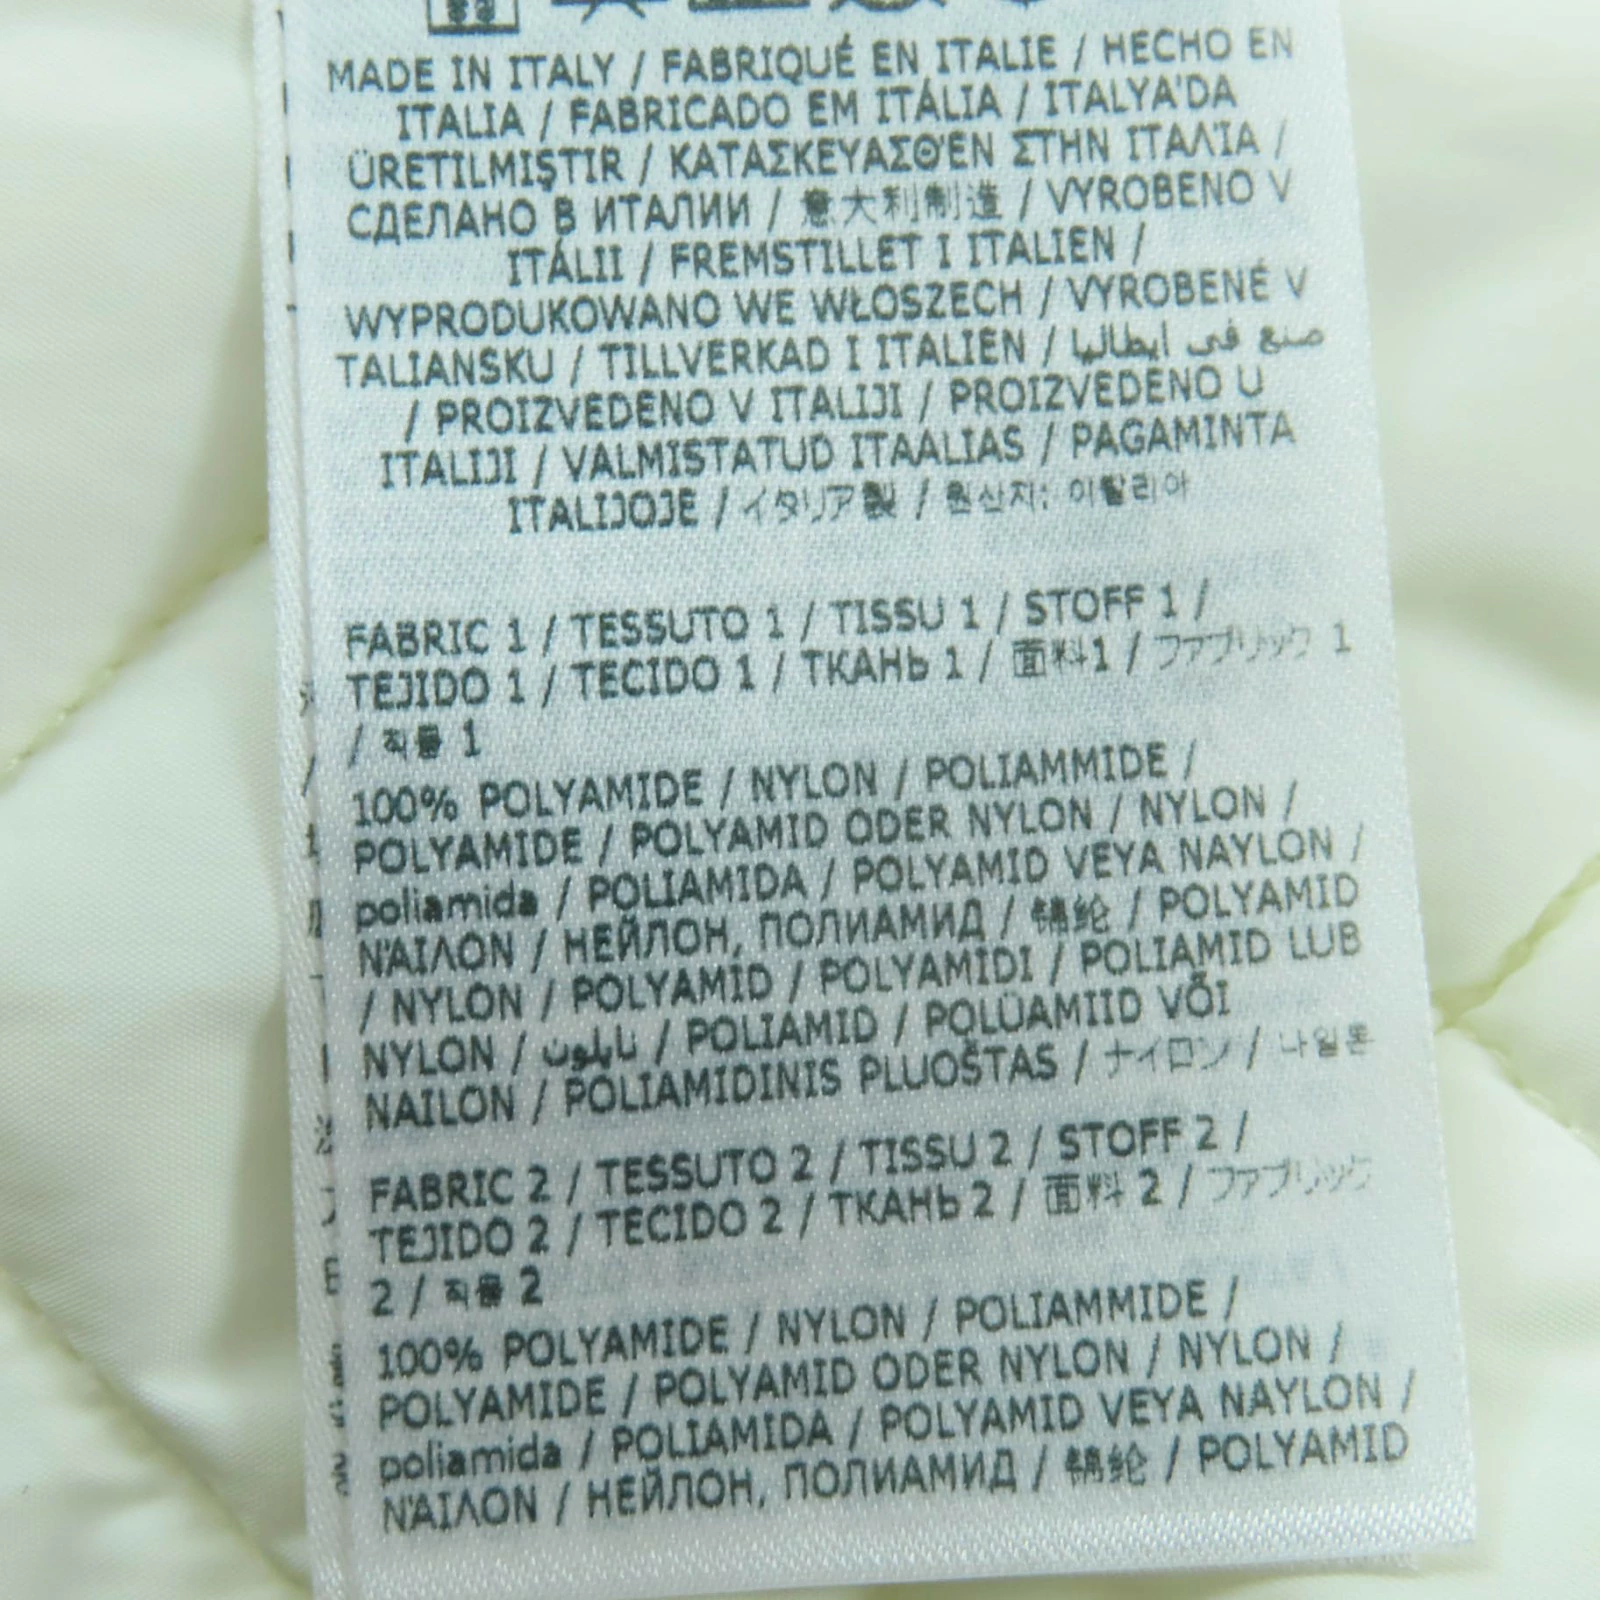 MADE IN ITALY / FABRIQUÉ EN ITALIE / HECHO EN
ITALIA / FABRICADO EM ITÁLIA / ITALYA'DA
ÜRETILMIŞTIR / ΚΑΤΑΣΚΕΥΑΣΘΈΝ ΣΤΗΝ ΙΤΑΛΊΑ /
СДЕЛАНО В ИТАЛИИ / 意大利制造 / VYROBENO V
ITÁLII / FREMSTILLET I ITALIEN /
WYPRODUKOWANO WE WŁOSZECH / VYROBENÉ V
TALIANSKU / TILLVERKAD I ITALIEN / صنع في ايطاليا
/ PROIZVEDENO V ITALIJI / PROIZVEDENO U
ITALIJI / VALMISTATUD ITAALIAS / PAGAMINTA
ITALIJOJE / イタリア製 / 원산지: 이탈리아
FABRIC 1 / TESSUTO 1 / TISSU 1 / STOFF 1 /
TEJIDO 1 / TECIDO 1 / ТКАНЬ 1 / 面料1 / ファブリック 1
/ 직물 1
100% POLYAMIDE / NYLON / POLIAMMIDE /
POLYAMIDE / POLYAMID ODER NYLON / NYLON /
poliamida / POLIAMIDA / POLYAMID VEYA NAYLON /
ΝΆΙΛΟΝ / НЕЙЛОН, ПОЛИАМИД / 锦纶 / POLYAMID
/ NYLON / POLYAMID / POLYAMIDI / POLIAMID LUB
NYLON / نايلون / POLIAMID / POLÜAMIID VÕI
NAILON / POLIAMIDINIS PLUOŠTAS / ナイロン / 나일론
FABRIC 2 / TESSUTO 2 / TISSU 2 / STOFF 2 /
TEJIDO 2 / TECIDO 2 / ТКАНЬ 2 / 面料 2 / ファブリック
2 / 직물 2
100% POLYAMIDE / NYLON / POLIAMMIDE /
POLYAMIDE / POLYAMID ODER NYLON / NYLON /
poliamida / POLIAMIDA / POLYAMID VEYA NAYLON /
ΝΆΙΛΟΝ / НЕЙЛОН, ПОЛИАМИД / 锦纶 / POLYAMID